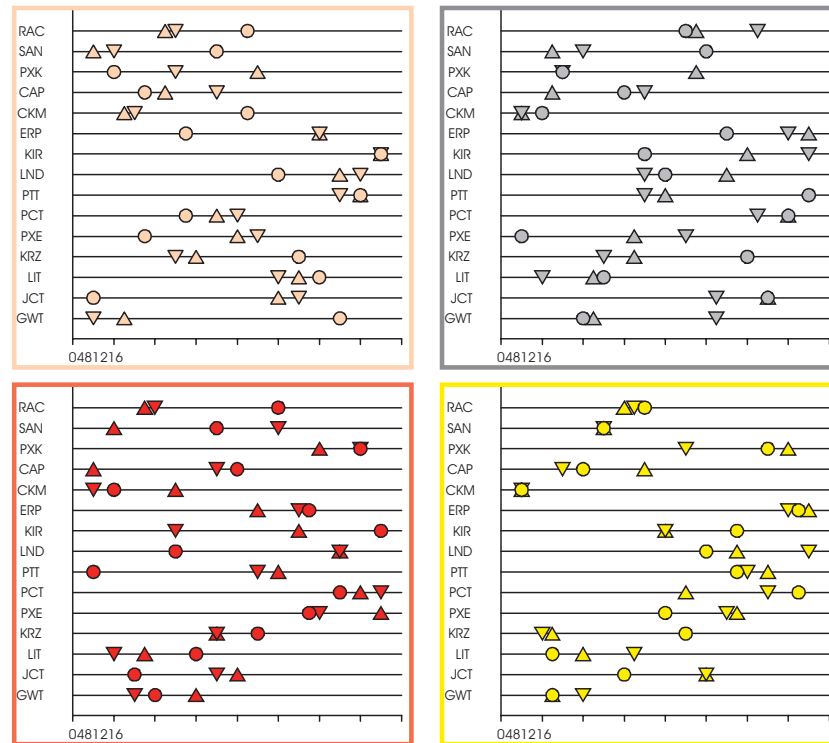 RAC
SAN
PXK
CAP
CKM
ERP
KIR
LND
PTT
PCT
PXE
KRZ
LIT
JCT
GWT
0481216
RAC
SAN
PXK
CAP
CKM
ERP
KIR
LND
PTT
PCT
PXE
KRZ
LIT
JCT
GWT
0481216
RAC
SAN
PXK
CAP
CKM
ERP
KIR
LND
PTT
PCT
PXE
KRZ
LIT
JCT
GWT
0481216
RAC
SAN
PXK
CAP
CKM
ERP
KIR
LND
PTT
PCT
PXE
KRZ
LIT
JCT
GWT
0481216